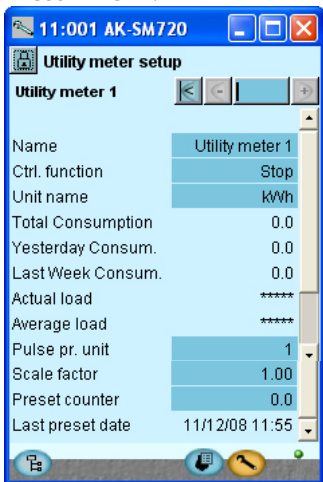 11:001 AK-SM720
Utility meter setup
Utility meter 1
Name Utility meter 1
Ctrl. function Stop
Unit name kWh
Total Consumption 0.0
Yesterday Consum. 0.0
Last Week Consum. 0.0
Actual load *****
Average load *****
Pulse pr. unit 1
Scale factor 1.00
Preset counter 0.0
Last preset date 11/12/08 11:55